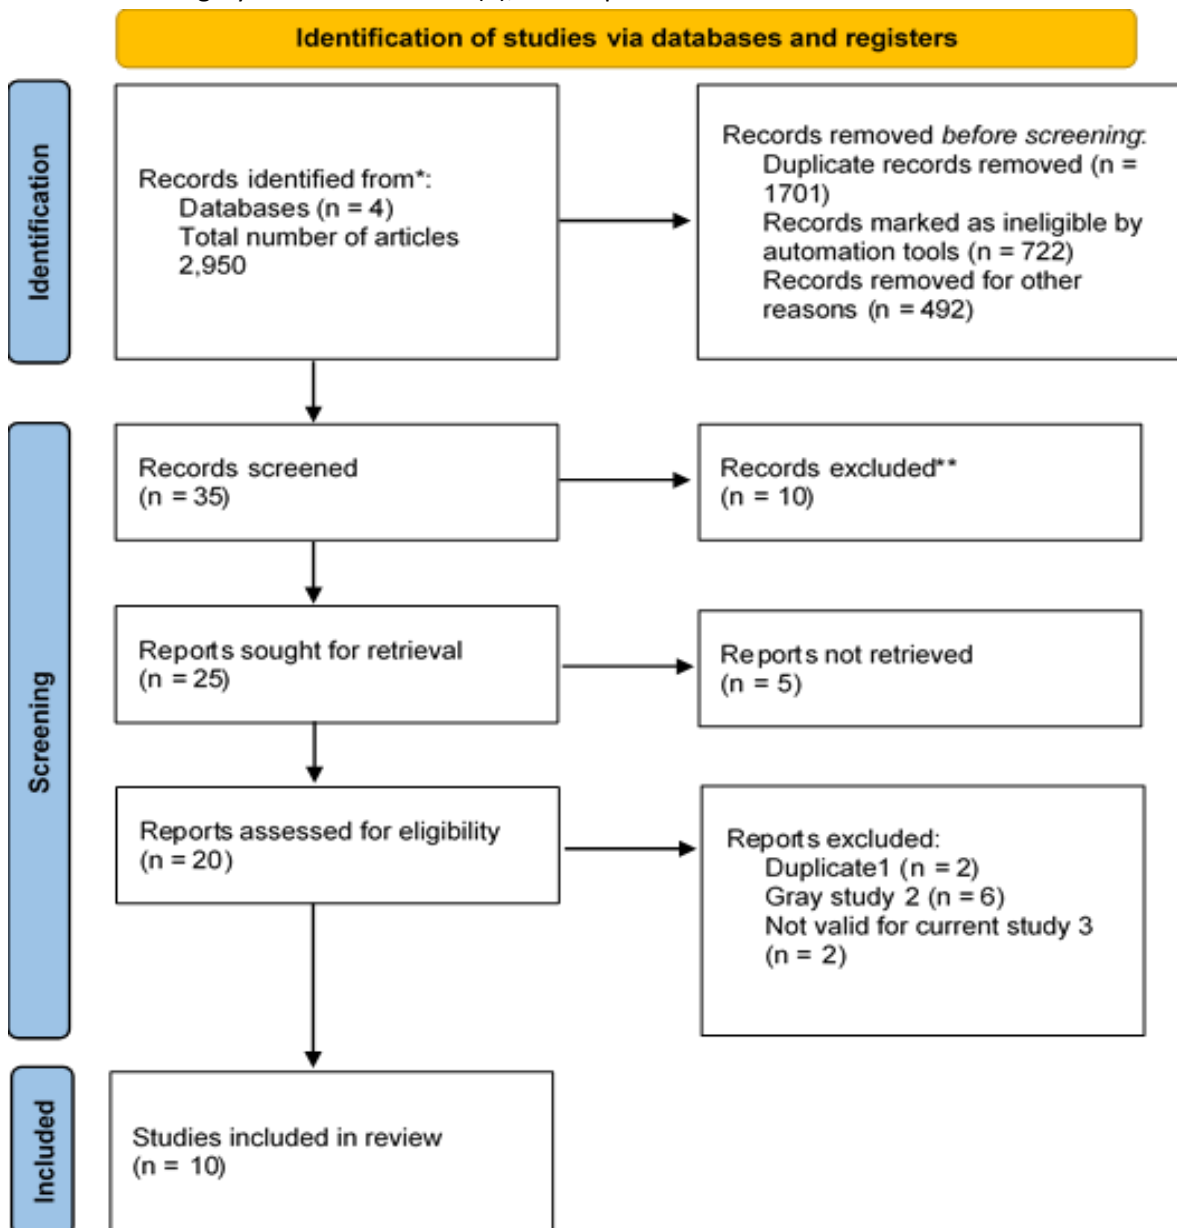 Identification of studies via databases and registers
Identification
Records identified from*:
Databases (n = 4)
Total number of articles
2,950
Records removed before screening:
Duplicate records removed (n =
1701)
Records marked as ineligible by
automation tools (n = 722)
Records removed for other
reasons (n = 492)
Screening
Records screened
(n = 35)
Records excluded**
(n = 10)
Reports sought for retrieval
(n = 25)
Reports not retrieved
(n = 5)
Reports assessed for eligibility
(n = 20)
Reports excluded:
Duplicate1 (n = 2)
Gray study 2 (n = 6)
Not valid for current study 3
(n = 2)
Included
Studies included in review
(n = 10)